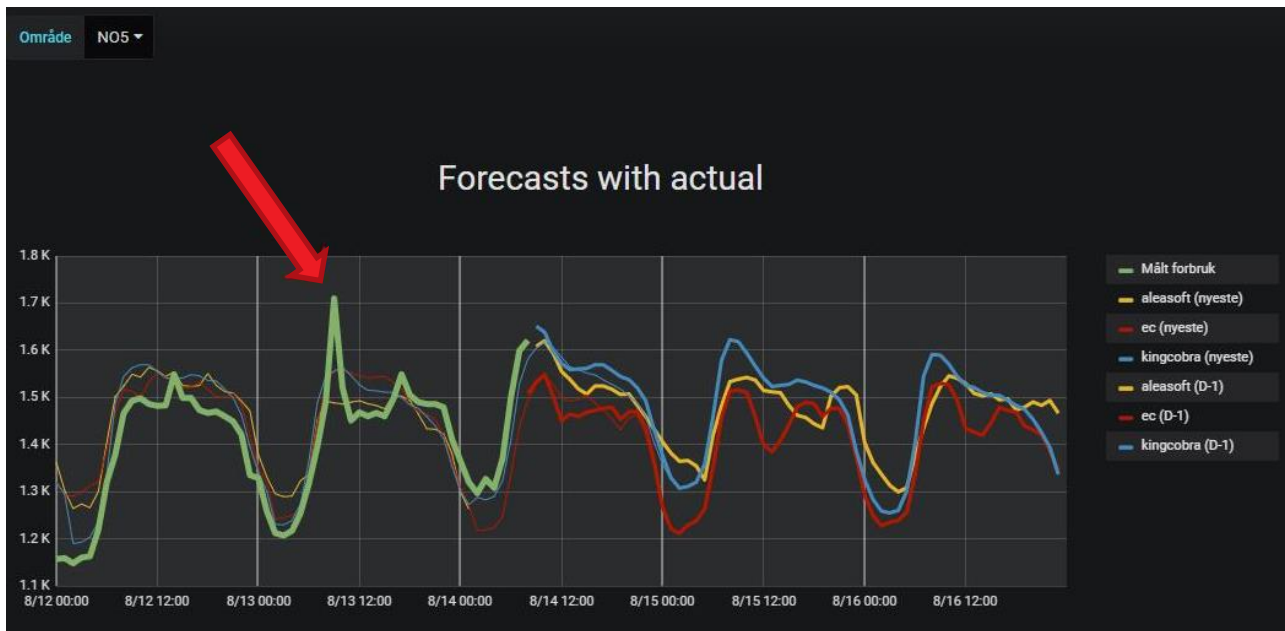 Område NO5
Forecasts with actual
1.8 K
1.7 K
1.6 K
1.5 K
1.4 K
1.3 K
1.2 K
1.1 K
8/12 00:00 8/12 12:00 8/13 00:00 8/13 12:00 8/14 00:00 8/14 12:00 8/15 00:00 8/15 12:00 8/16 00:00 8/16 12:00
Målt forbruk
aleasoft (nyeste)
ec (nyeste)
kingcobra (nyeste)
aleasoft (D-1)
ec (D-1)
kingcobra (D-1)